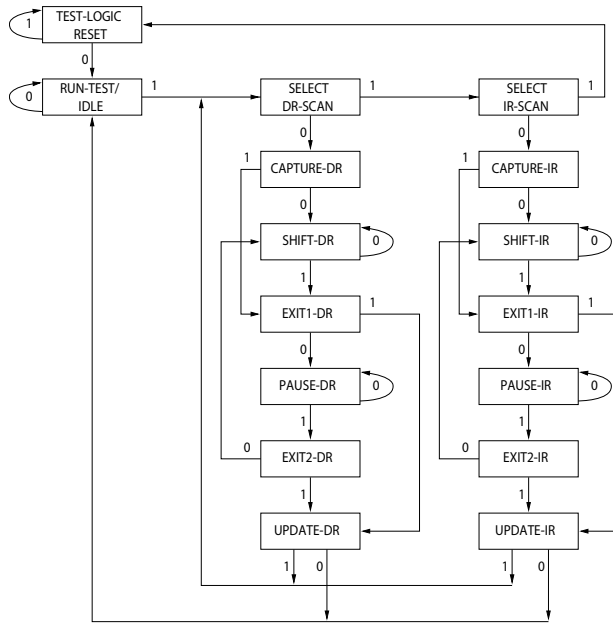 TEST-LOGIC
RESET
1
0
RUN-TEST/
IDLE
0
1
SELECT
DR-SCAN
1
SELECT
IR-SCAN
1
0
0
1
CAPTURE-DR
1
CAPTURE-IR
0
0
SHIFT-DR
0
SHIFT-IR
0
1
1
EXIT1-DR
1
EXIT1-IR
1
0
0
PAUSE-DR
0
PAUSE-IR
0
1
1
0
EXIT2-DR
0
EXIT2-IR
1
1
UPDATE-DR
UPDATE-IR
1
0
1
0